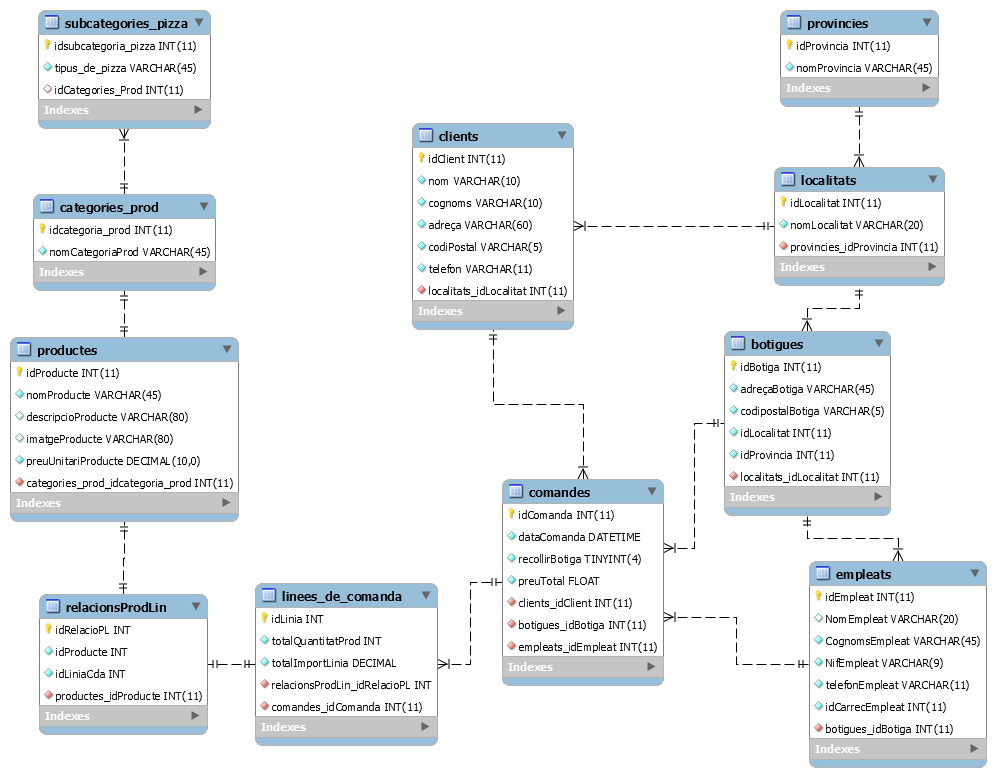 subcategories_pizza
idsubcategoria_pizza INT(11)
tipus_de_pizza VARCHAR(45)
idCategories_Prod INT(11)
Indexes
categories_prod
idcategoria_prod INT(11)
nomCategoriaProd VARCHAR(45)
Indexes
productes
idProducte INT(11)
nomProducte VARCHAR(45)
descripcioProducte VARCHAR(80)
imatgeProducte VARCHAR(80)
preuUnitariProducte DECIMAL(10,0)
categories_prod_idcategoria_prod INT(11)
Indexes
relacionsProdLin
idRelacioPL INT
idProducte INT
idLiniaCda INT
productes_idProducte INT(11)
Indexes
linees_de_comanda
idLinia INT
totalQuantitatProd INT
totalImportLinia DECIMAL
relacionsProdLin_idRelacioPL INT
comandes_idComanda INT(11)
Indexes
clients
idClient INT(11)
nom VARCHAR(10)
cognoms VARCHAR(10)
adreça VARCHAR(60)
codiPostal VARCHAR(5)
telefon VARCHAR(11)
localitats_idLocalitat INT(11)
Indexes
comandes
idComanda INT(11)
dataComanda DATETIME
recollirBotiga TINYINT(4)
preuTotal FLOAT
clients_idClient INT(11)
botigues_idBotiga INT(11)
empleats_idEmpleat INT(11)
Indexes
provincies
idProvincia INT(11)
nomProvincia VARCHAR(45)
Indexes
localitats
idLocalitat INT(11)
nomLocalitat VARCHAR(20)
provincies_idProvincia INT(11)
Indexes
botigues
idBotiga INT(11)
adreçaBotiga VARCHAR(45)
codipostalBotiga VARCHAR(5)
idLocalitat INT(11)
idProvincia INT(11)
localitats_idLocalitat INT(11)
Indexes
empleats
idEmpleat INT(11)
NomEmpleat VARCHAR(20)
CognomsEmpleat VARCHAR(45)
NifEmpleat VARCHAR(9)
telefonEmpleat VARCHAR(11)
idCarrecEmpleat INT(11)
botigues_idBotiga INT(11)
Indexes